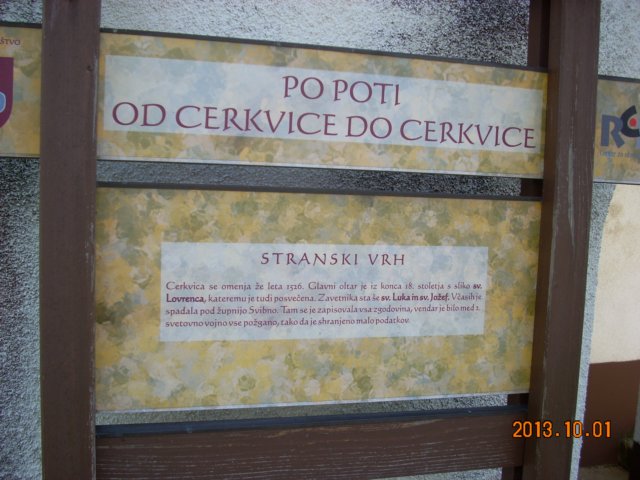 ŠTVO
PO POTI
OD CERKVICE DO CERKVICE
STRANSKI VRH
Cerkvica se omenja že leta 1526. Glavni oltar je iz konca 18. stoletja s sliko sv.
Lovrenca, kateremu je tudi posvečena. Zavetnika sta še sv. Luka in sv. Jožef. Včasih je
spadala pod župnijo Svibno. Tam se je zapisovala vsa zgodovina, vendar je bilo med 2.
svetovno vojno vse požgano, tako da je shranjeno malo podatkov.
2013.10.01